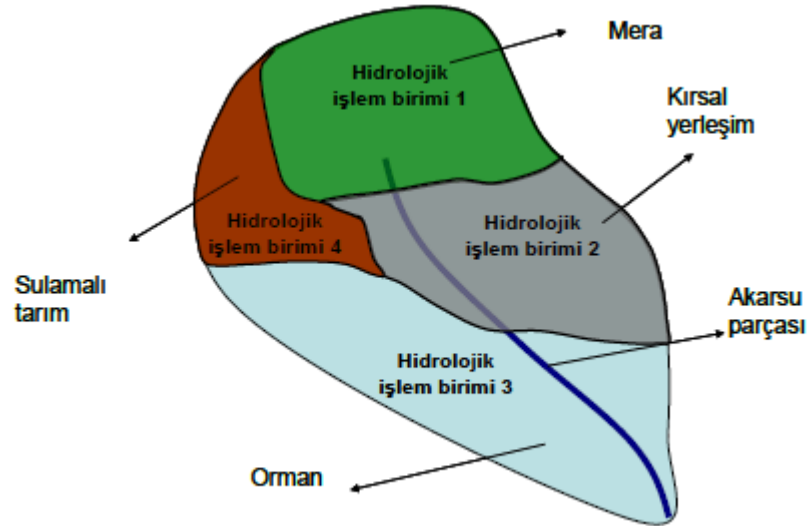 Mera
Hidrolojik
işlem birimi 1
Kırsal
yerleşim
Hidrolojik
işlem birimi 4
Hidrolojik
işlem birimi 2
Sulamalı
tarım
Akarsu
parçası
Hidrolojik
işlem birimi 3
Orman